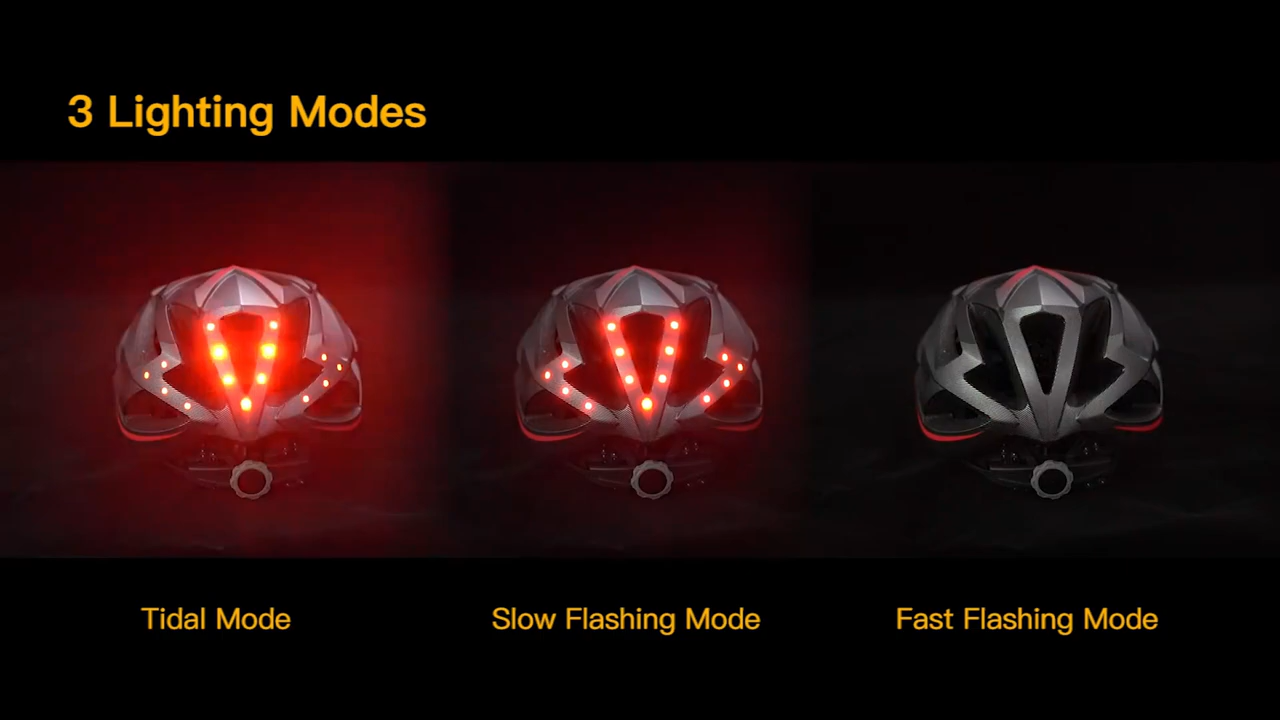 3 Lighting Modes
Tidal Mode
Slow Flashing Mode
Fast Flashing Mode